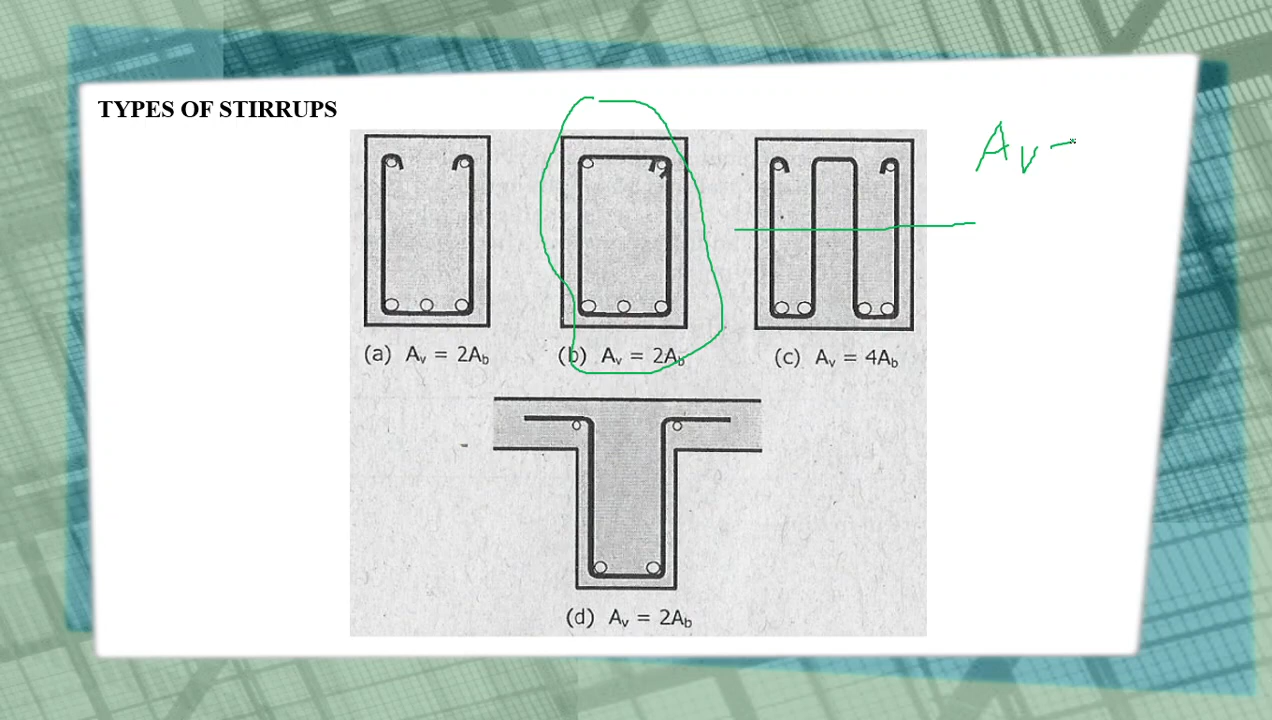 TYPES OF STIRRUPS
Av -
(a) Av = 2Ab
(b) Av = 2Ab
(c) Av = 4Ab
(d) Av = 2Ab